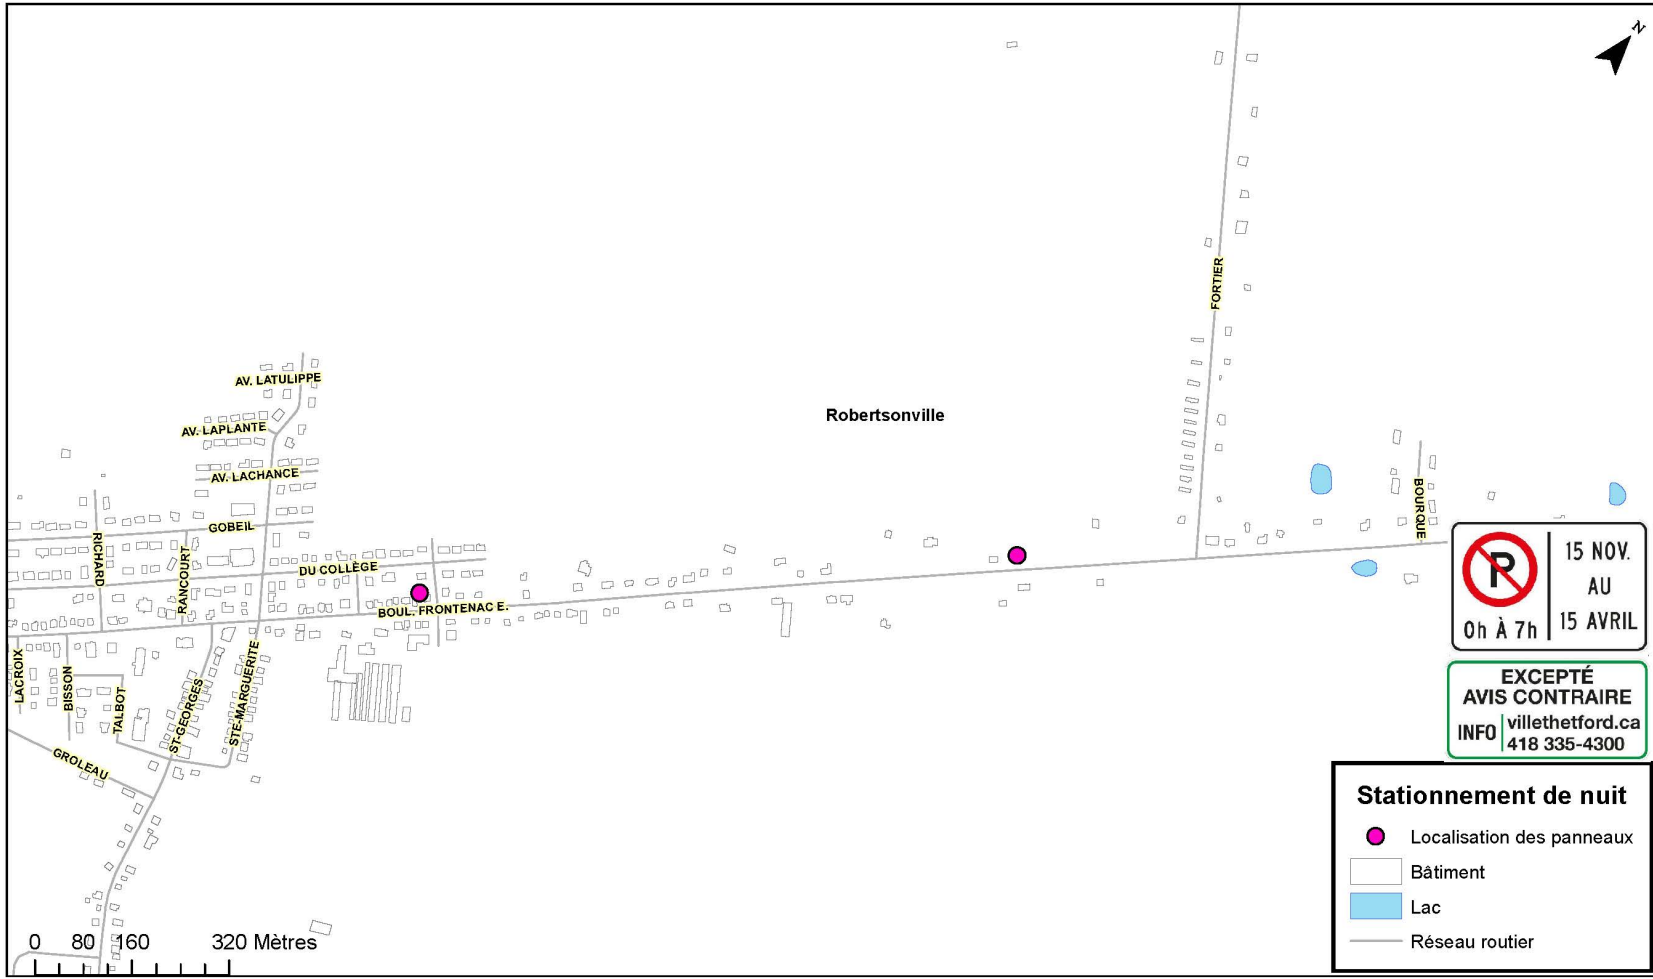 N
FORTIER
AV. LATULIPPE
Robertsonville
AV. LAPLANTE
AV. LACHANCE
GOBEIL
BOURQUE
RICHARD
RANCOURT
DU COLLÈGE
BOUL. FRONTENAC E.
LACROIX
BISSON
TALBOT
ST-GEORGES
STE-MARGUERITE
GROLEAU
P
0h À 7h
15 NOV.
AU
15 AVRIL
EXCEPTÉ
AVIS CONTRAIRE
INFO villethetford.ca
418 335-4300
Stationnement de nuit
Localisation des panneaux
Bâtiment
Lac
Réseau routier
0 80 160 320 Mètres